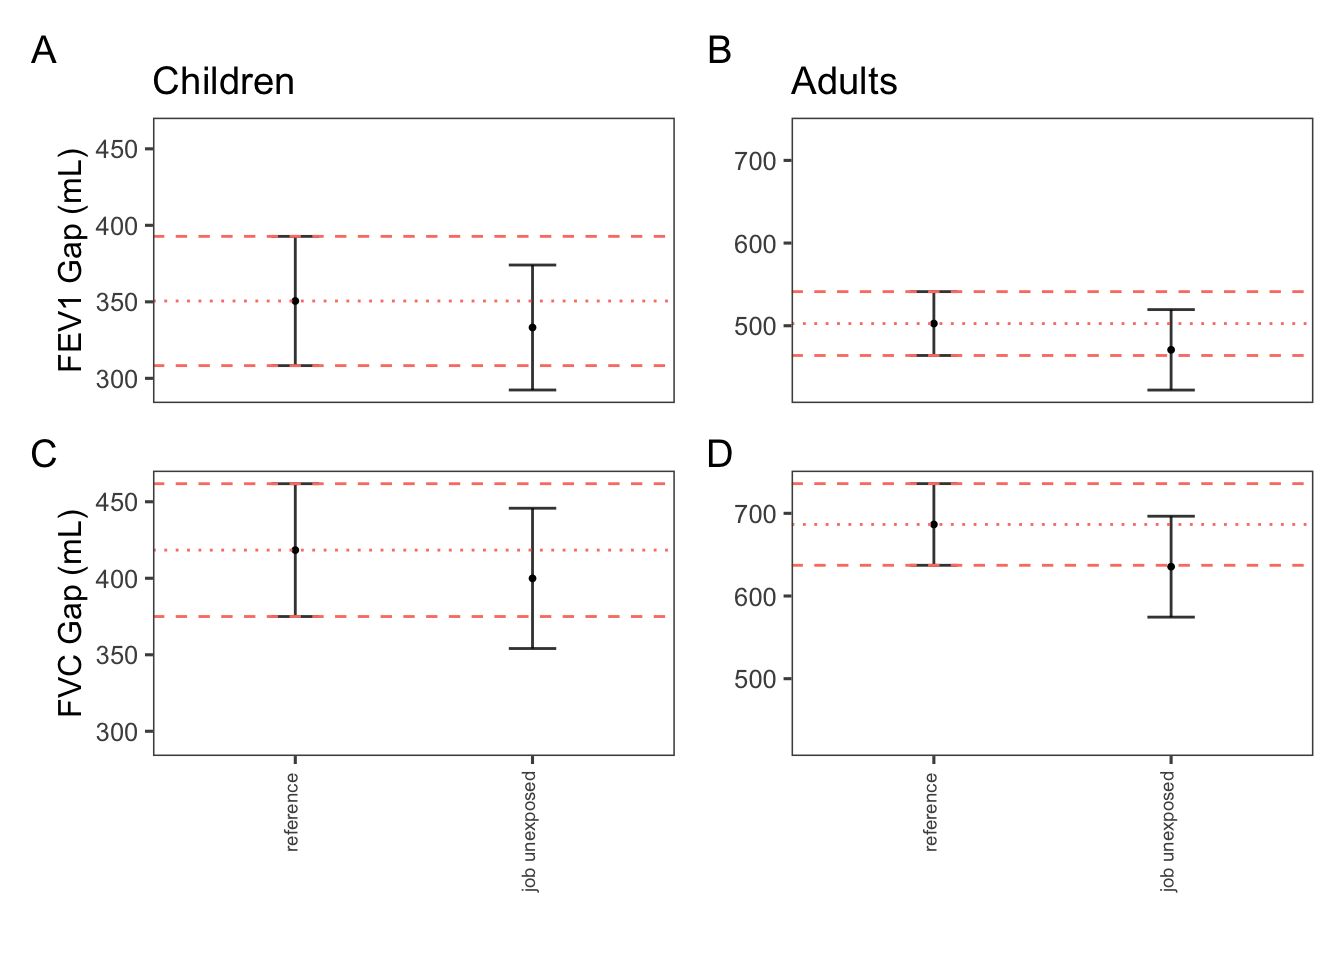 A
Children
FEV1 Gap (mL)
450
400
350
300
B
Adults
700
600
500
C
FVC Gap (mL)
450
400
350
300
reference
job unexposed
D
700
600
500
reference
job unexposed